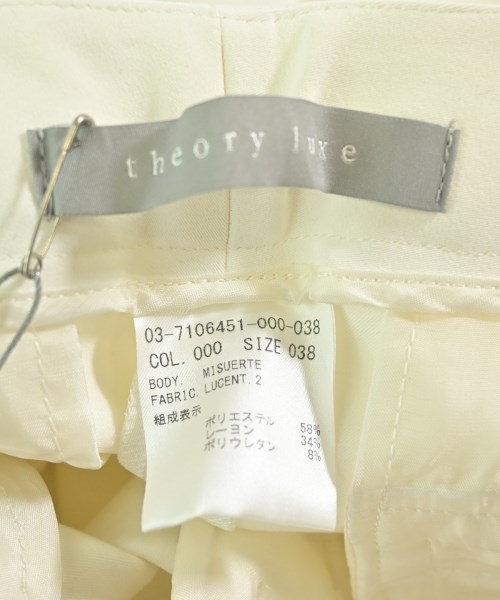 theory luxe
03-7106451-000-038
COL. 000 SIZE 038
BODY. MISUERTE
FABRIC. LUCENT. 2
組成表示
ポリエステル 58%
レーヨン 34%
ポリウレタン 8%